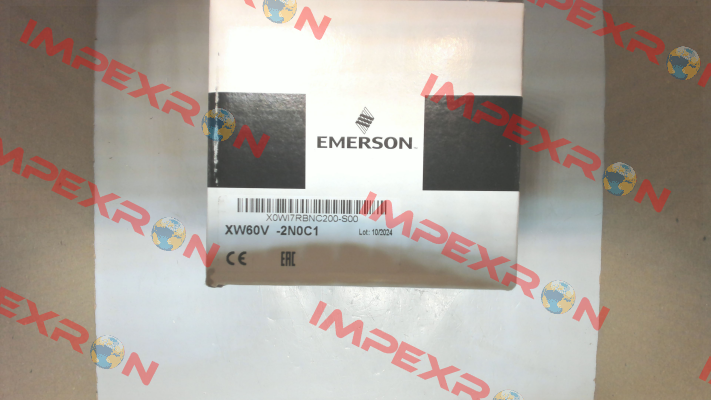 EMERSON
X0WI7RBNC200-S00
XW60V -2N0C1
Lot: 10/2024
CE
EAC
IMPEXRON
IMPEXRON
IMPEXRON
IMPEXRON
IMPEXRON
IMPEXRON
IMPEXRON
IMPEXRON